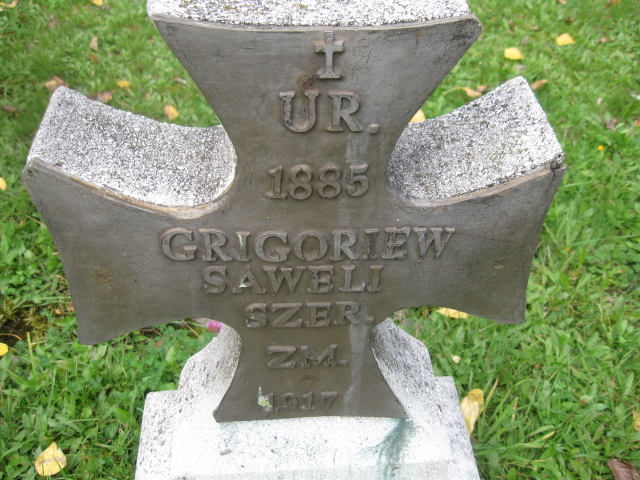 UR.
1885
GRIGORIEW
SAWELI
SZER.
ZM.
1917